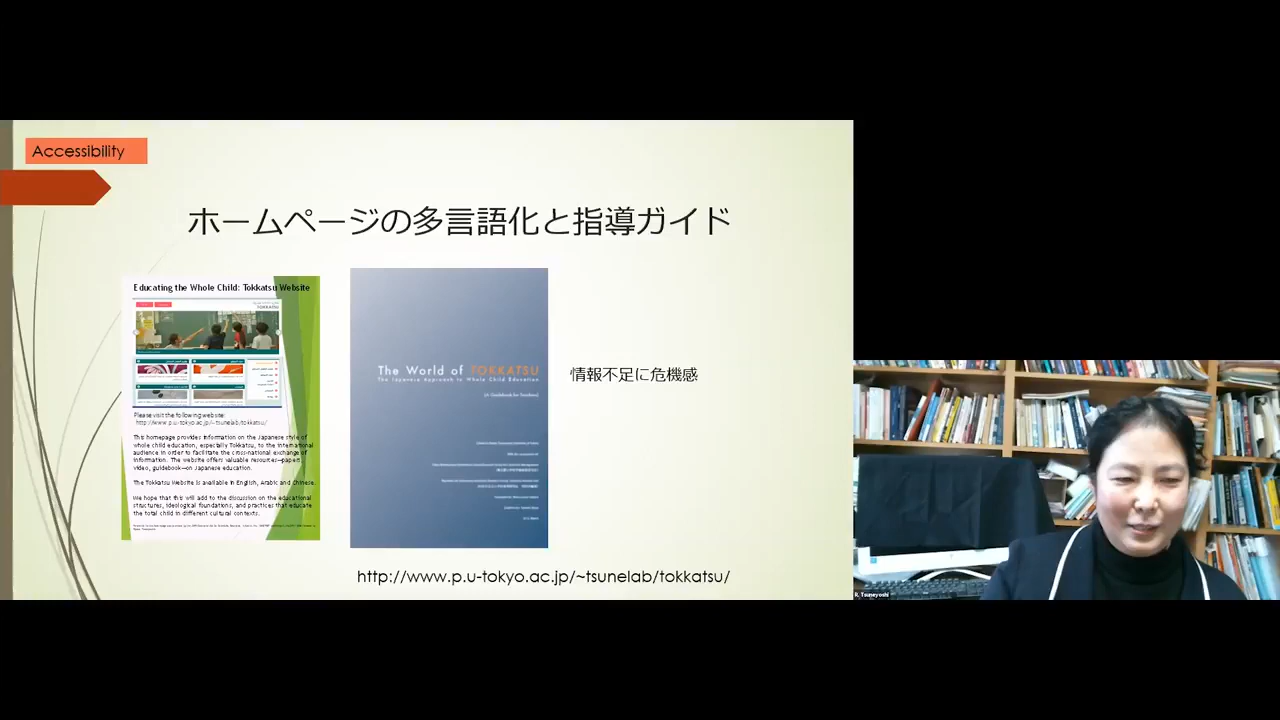 Accessibility
ホームページの多言語化と指導ガイド
Educating the Whole Child: Tokkatsu Website
TOKKATSU
Please visit the following website:
http://www.p.u-tokyo.ac.jp/~tsunelab/tokkatsu/
This homepage provides information on the Japanese style of
whole child education, especially Tokkatsu, to the international
audience in order to facilitate the cross-national exchange of
information. The website offers valuable resources—papers,
video, guidebook—on Japanese education.
The Tokkatsu Website is available in English, Arabic and Chinese.
We hope that this will add to the discussion on the educational
structures, ideological foundations, and practices that educate
the total child in different cultural contexts.
The World of TOKKATSU
The Japanese Approach to Whole Child Education
(A Guidebook for Teachers)
情報不足に危機感
http://www.p.u-tokyo.ac.jp/~tsunelab/tokkatsu/
R, Tsuneyoshi